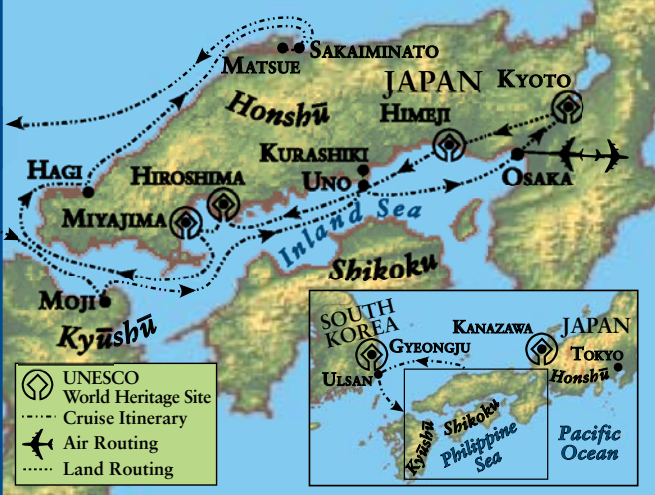 SAKAIMINATO
MATSUE
JAPAN
KYOTO
Honshū
HIMEJI
KURASHIKI
UNO
OSAKA
HAGI
HIROSHIMA
MIYAJIMA
Inland Sea
Shikoku
MOJI
Kyūshū
UNESCO
World Heritage Site
Cruise Itinerary
Air Routing
Land Routing
SOUTH
KOREA
GYEONGJU
ULSAN
KANAZAWA
JAPAN
TOKYO
Honshū
Kyūshū
Shikoku
Philippine
Sea
Pacific
Ocean